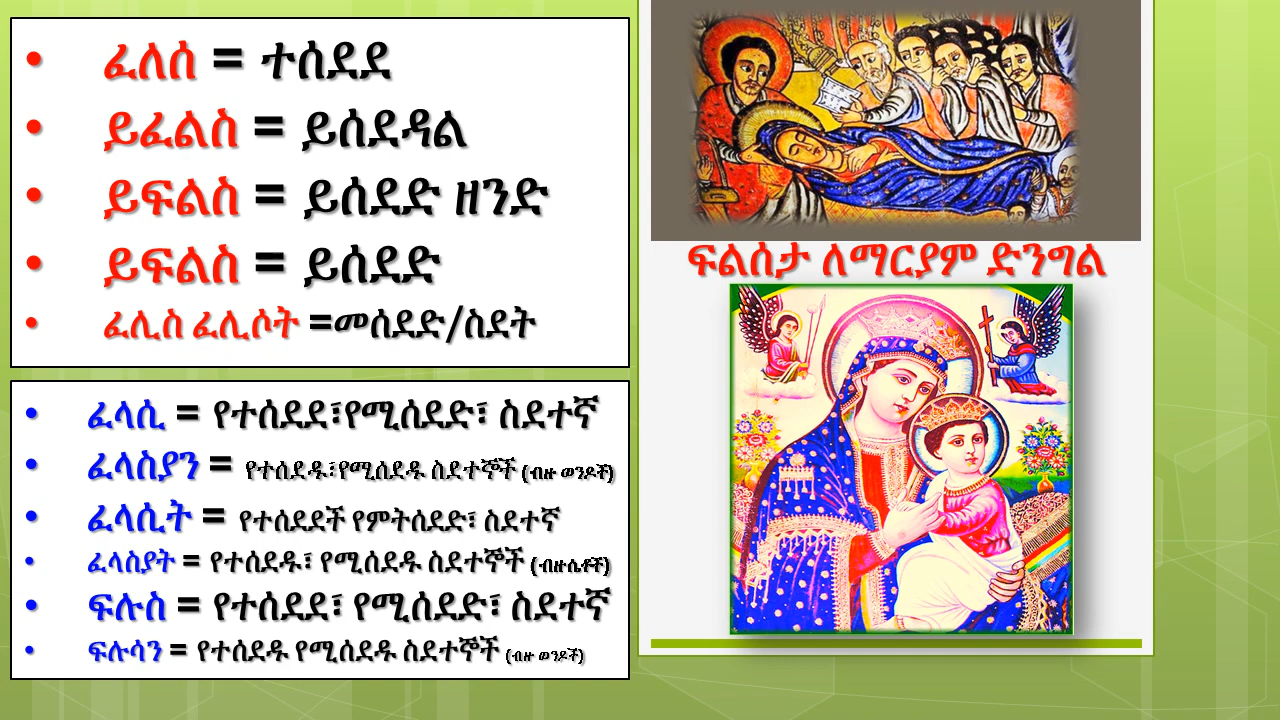 • ፈለሰ = ተሰደደ
• ይፈልስ = ይሰደዳል
• ይፍልስ = ይሰደድ ዘንድ
• ይፍልስ = ይሰደድ
• ፈሊስ ፈሊሶት =መሰደድ/ስደት
• ፈላሲ = የተሰደደ፣የሚሰደድ፣ ስደተኛ
• ፈላስያን = የተሰደዱ፣የሚሰደዱ ስደተኞች (ብዙ ወንዶች)
• ፈላሲት = የተሰደደች የምትሰደድ፣ ስደተኛ
• ፈላስያት = የተሰደዱ፣ የሚሰደዱ ስደተኞች (ብዙሴቶች)
• ፍሉስ = የተሰደደ፣ የሚሰደድ፣ ስደተኛ
• ፍሉሳን = የተሰደዱ የሚሰደዱ ስደተኞች (ብዙ ወንዶች)
ፍልሰታ ለማርያም ድንግል